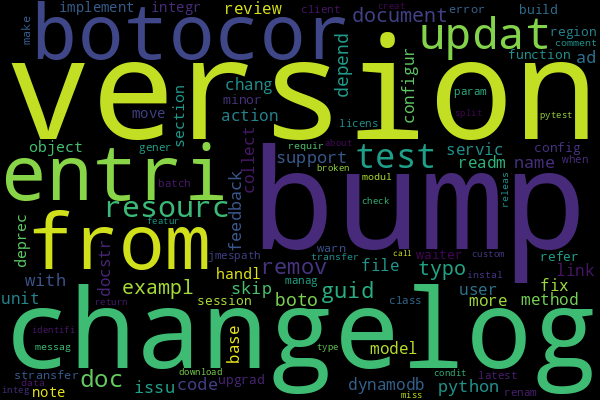 make implement integr client review creat document error build
botocor updat region
comment function ad
version
depend configur param split pytest
chang minor move section action licens
object gener entri collect requir about support test servic readm name config when
broken modul
batch resourc feedback check releas
featur
deprec from docstr jmespath warn waiter call custom refer
transfer file typo instal link
with remov handl manag
unit exampl skip boto guid user more fix method
bump
session class
changelog
identifi return base model
messag type
stransfer doc download condit latest
data issu code upgrad dynamodb python renam
integ note miss